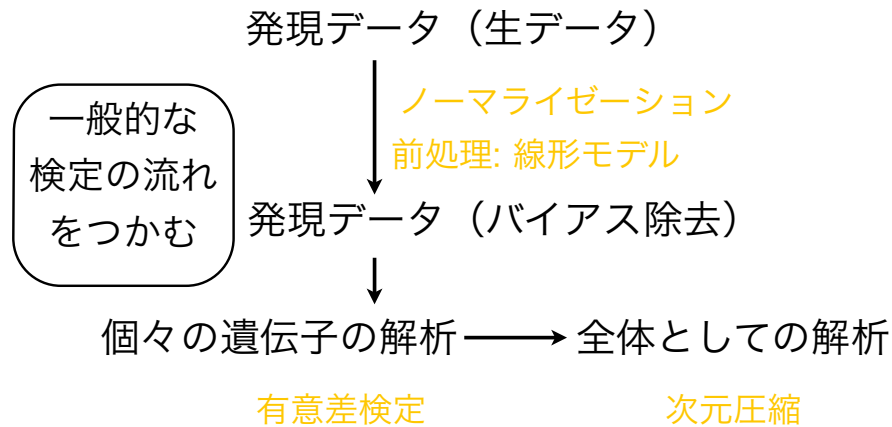 発現データ（生データ）
ノーマライゼーション
前処理: 線形モデル
一般的な
検定の流れ
をつかむ
発現データ（バイアス除去）
個々の遺伝子の解析
全体としての解析
有意差検定
次元圧縮